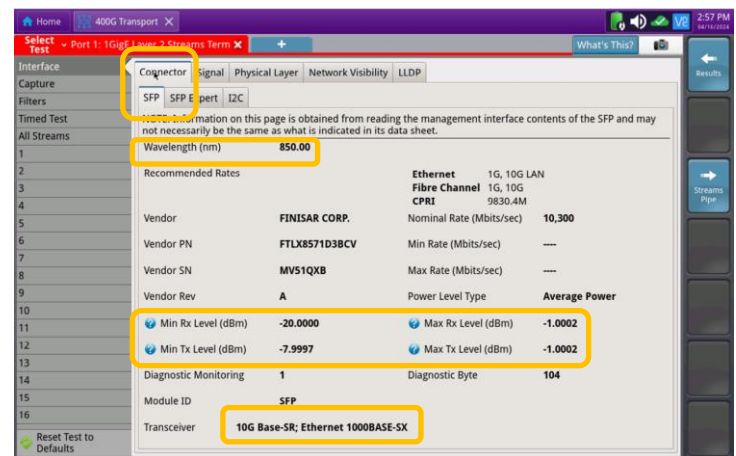 Home
400G Transport
2:57 PM
04/16/2024
Select Test
Port 1: 1GigE Layer 2 Streams Term
What's This?
Results
Streams Pipe
Interface
Capture
Filters
Timed Test
All Streams
1
2
3
4
5
6
7
8
9
10
11
12
13
14
15
16
Reset Test to
Defaults
Connector Signal Physical Layer Network Visibility LLDP
SFP SFP Expert I2C
NOTE: Information on this page is obtained from reading the management interface contents of the SFP and may
not necessarily be the same as what is indicated in its data sheet.
Wavelength (nm) 850.00
Recommended Rates Ethernet 1G, 10G LAN
Fibre Channel 1G, 10G
CPRI 9830.4M
Vendor FINISAR CORP. Nominal Rate (Mbits/sec) 10,300
Vendor PN FTLX8571D3BCV Min Rate (Mbits/sec) ----
Vendor SN MV51QXB Max Rate (Mbits/sec) ----
Vendor Rev A Power Level Type Average Power
Min Rx Level (dBm) -20.0000 Max Rx Level (dBm) -1.0002
Min Tx Level (dBm) -7.9997 Max Tx Level (dBm) -1.0002
Diagnostic Monitoring 1 Diagnostic Byte 104
Module ID SFP
Transceiver 10G Base-SR; Ethernet 1000BASE-SX